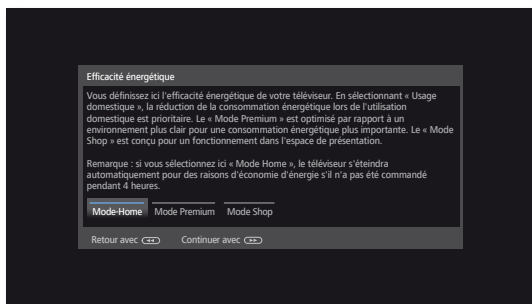 Efficacité énergétique
Vous définissez ici l'efficacité énergétique de votre téléviseur. En sélectionnant « Usage
domestique », la réduction de la consommation énergétique lors de l'utilisation
domestique est prioritaire. Le « Mode Premium » est optimisé par rapport à un
environnement plus clair pour une consommation énergétique plus importante. Le « Mode
Shop » est conçu pour un fonctionnement dans l'espace de présentation.
Remarque : si vous sélectionnez ici « Mode Home », le téléviseur s'éteindra
automatiquement pour des raisons d'économie d'énergie s'il n'a pas été commandé
pendant 4 heures.
Mode-Home Mode Premium Mode Shop
Retour avec Continuer avec